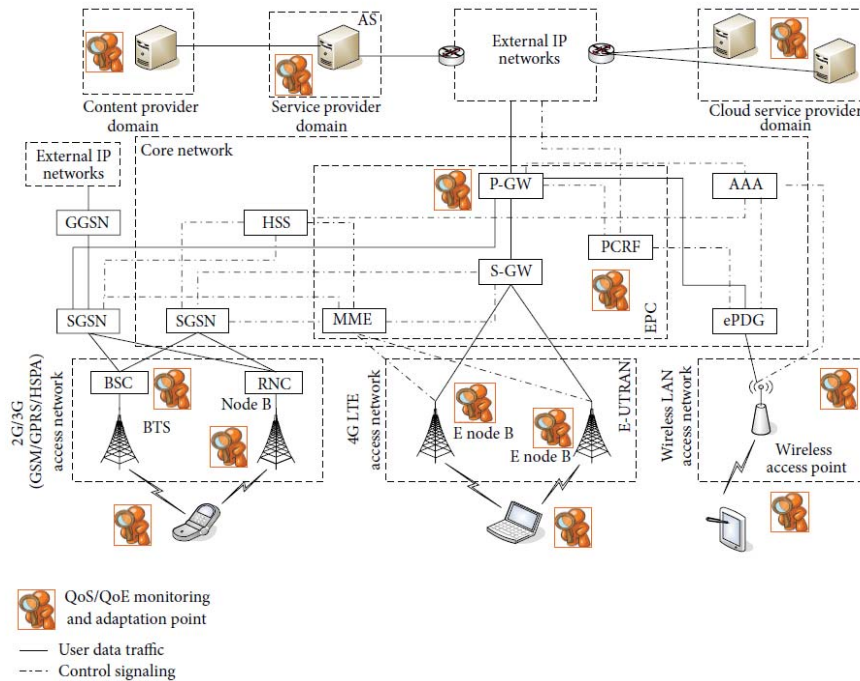 AS
External IP
networks
Content provider
domain
Service provider
domain
Cloud service provider
domain
Core network
External IP
networks
P-GW
AAA
GGSN
HSS
PCRF
S-GW
EPC
SGSN
SGSN
MME
ePDG
2G/3G
(GSM/GPRS/HSPA)
access network
BSC
RNC
Node B
BTS
4G LTE
access network
E-UTRAN
E node B
E node B
Wireless LAN
access network
Wireless
access point
QoS/QoE monitoring
and adaptation point
User data traffic
Control signaling